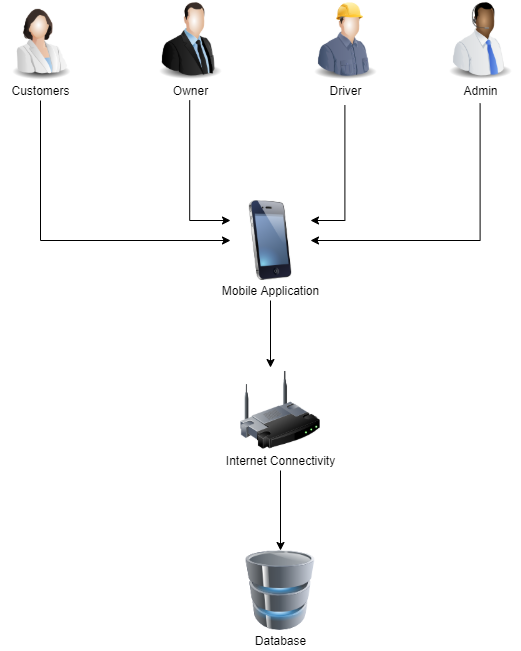 Customers
Owner
Driver
Admin
Mobile Application
Internet Connectivity
Database